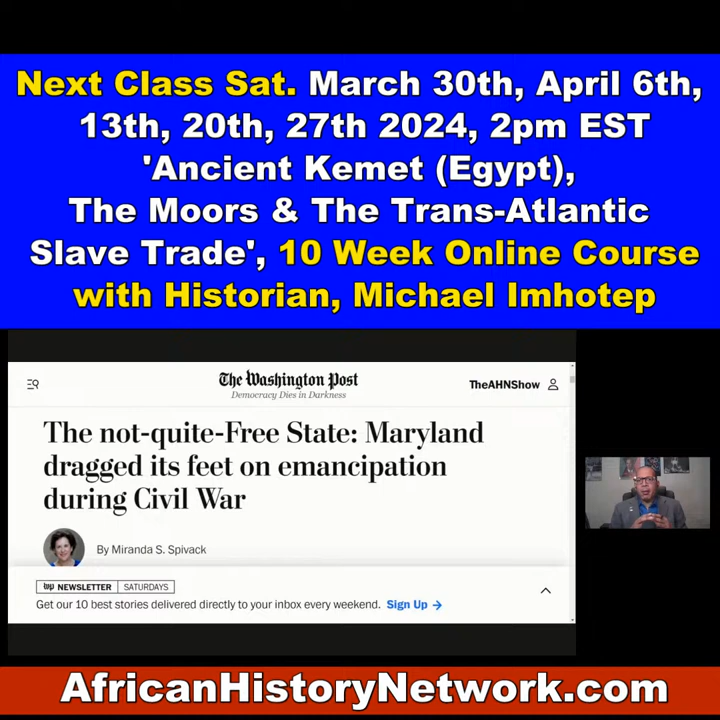 Next Class Sat. March 30th, April 6th,
13th, 20th, 27th 2024, 2pm EST
'Ancient Kemet (Egypt),
The Moors & The Trans-Atlantic
Slave Trade', 10 Week Online Course
with Historian, Michael Imhotep
The Washington Post
Democracy Dies in Darkness
TheAHNShow
The not-quite-Free State: Maryland
dragged its feet on emancipation
during Civil War
By Miranda S. Spivack
wp NEWSLETTER SATURDAYS
Get our 10 best stories delivered directly to your inbox every weekend. Sign Up →
AfricanHistoryNetwork.com